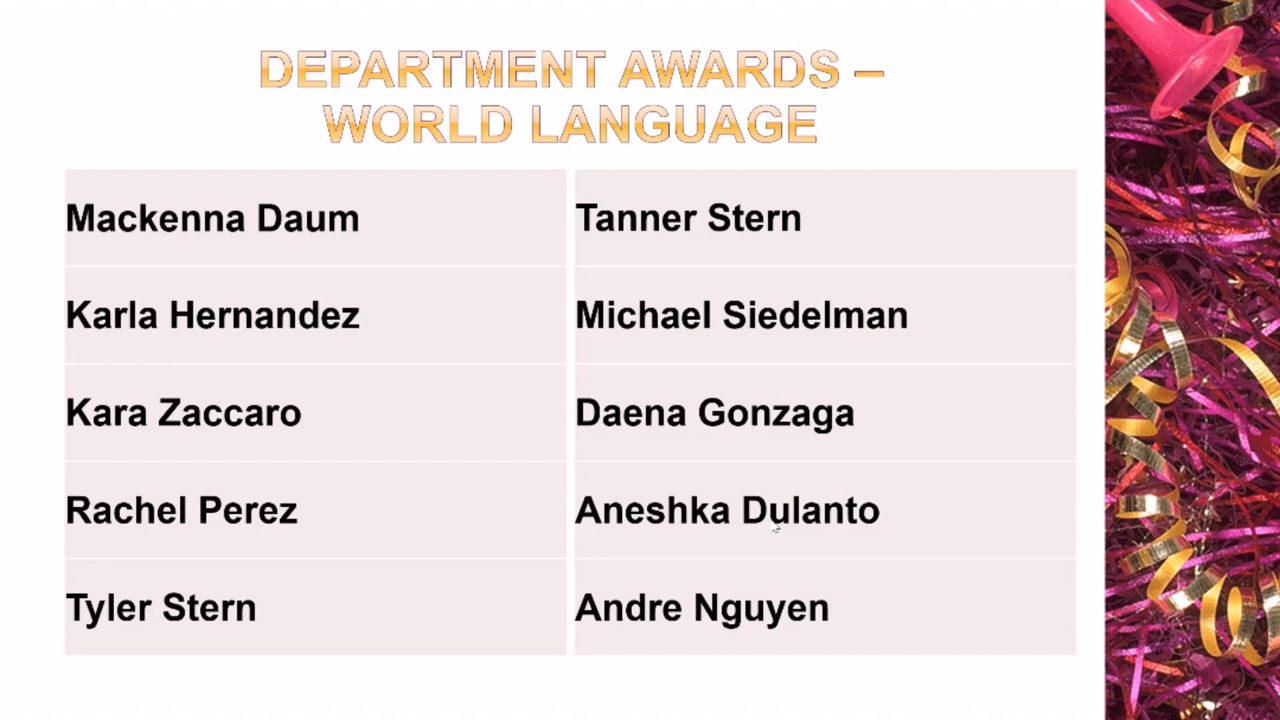 DEPARTMENT AWARDS –
WORLD LANGUAGE
Mackenna Daum
Tanner Stern
Karla Hernandez
Michael Siedelman
Kara Zaccaro
Daena Gonzaga
Rachel Perez
Aneshka Dulanto
Tyler Stern
Andre Nguyen